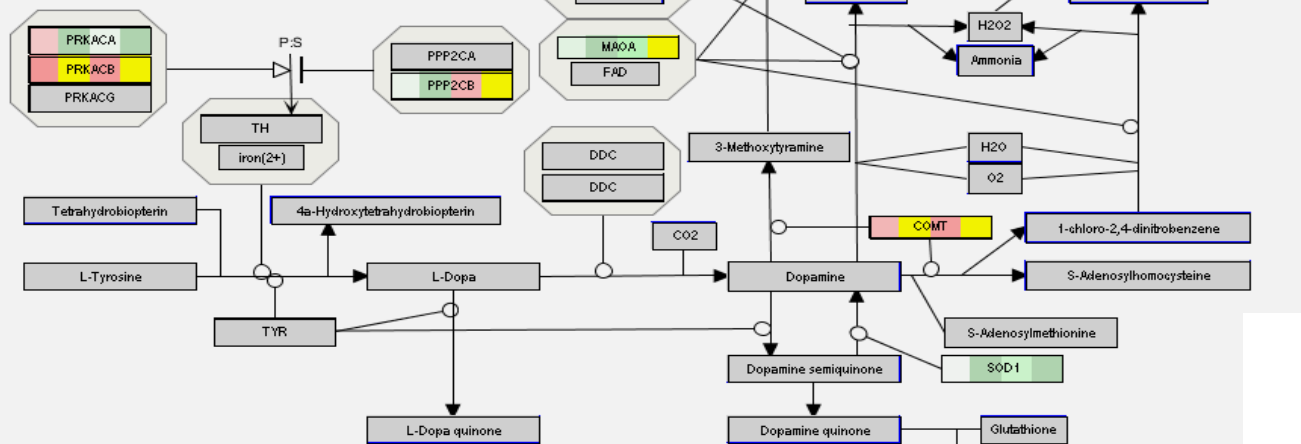 H2O2
PRKACA
P:S
MAOA
PPP2CA
Ammonia
PRKACB
FAD
PPP2CB
PRKACG
TH
3-Methoxytyramine
H2O
iron(2+)
DDC
O2
DDC
Tetrahydrobiopterin
4a-Hydroxytetrahydrobiopterin
COMT
1-chloro-2,4-dinitrobenzene
CO2
L-Tyrosine
L-Dopa
Dopamine
S-Adenosylhomocysteine
TYR
S-Adenosylmethionine
Dopamine semiquinone
SOD1
L-Dopa quinone
Dopamine quinone
Glutathione